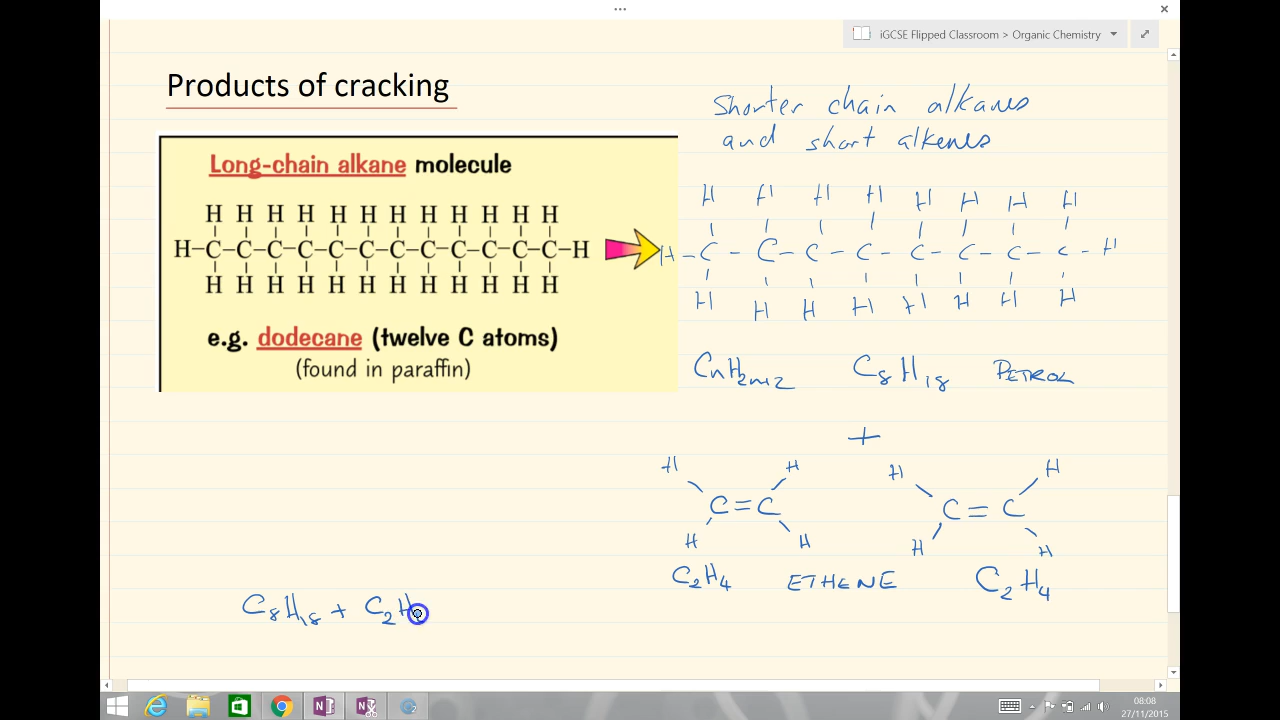 iGCSE Flipped Classroom > Organic Chemistry
Products of cracking
Shorter chain alkanes
and short alkenes
Long-chain alkane molecule
H H H H H H H H H H H H
H–C–C–C–C–C–C–C–C–C–C–C–C–H
H H H H H H H H H H H H
e.g. dodecane (twelve C atoms)
(found in paraffin)
H H H H H H H H
H – C – C – C – C – C – C – C – C – H
H H H H H H H H
CnH2n+2 C8H18 PETROL
+
H H H H
C = C C = C
H H H H
C2H4 ETHENE C2H4
C8H18 + C2H
08:08
27/11/2015